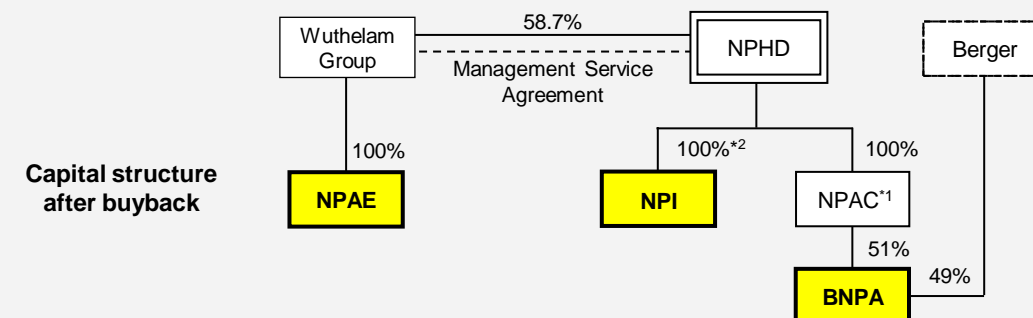 58.7%
Wuthelam
Group
NPHD
Berger
Management Service
Agreement
100%
100%*2
100%
Capital structure
after buyback
NPAE
NPI
NPAC*1
51%
49%
BNPA